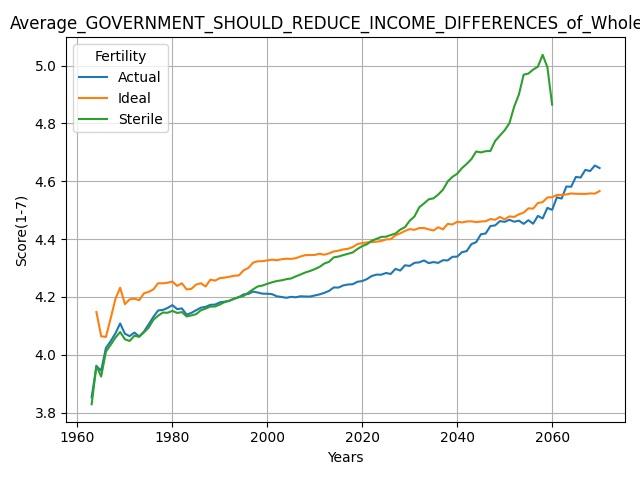 Average_GOVERNMENT_SHOULD_REDUCE_INCOME_DIFFERENCES_of_Whole
Fertility
Actual
Ideal
Sterile
Score(1-7)
5.0
4.8
4.6
4.4
4.2
4.0
3.8
1960 1980 2000 2020 2040 2060
Years